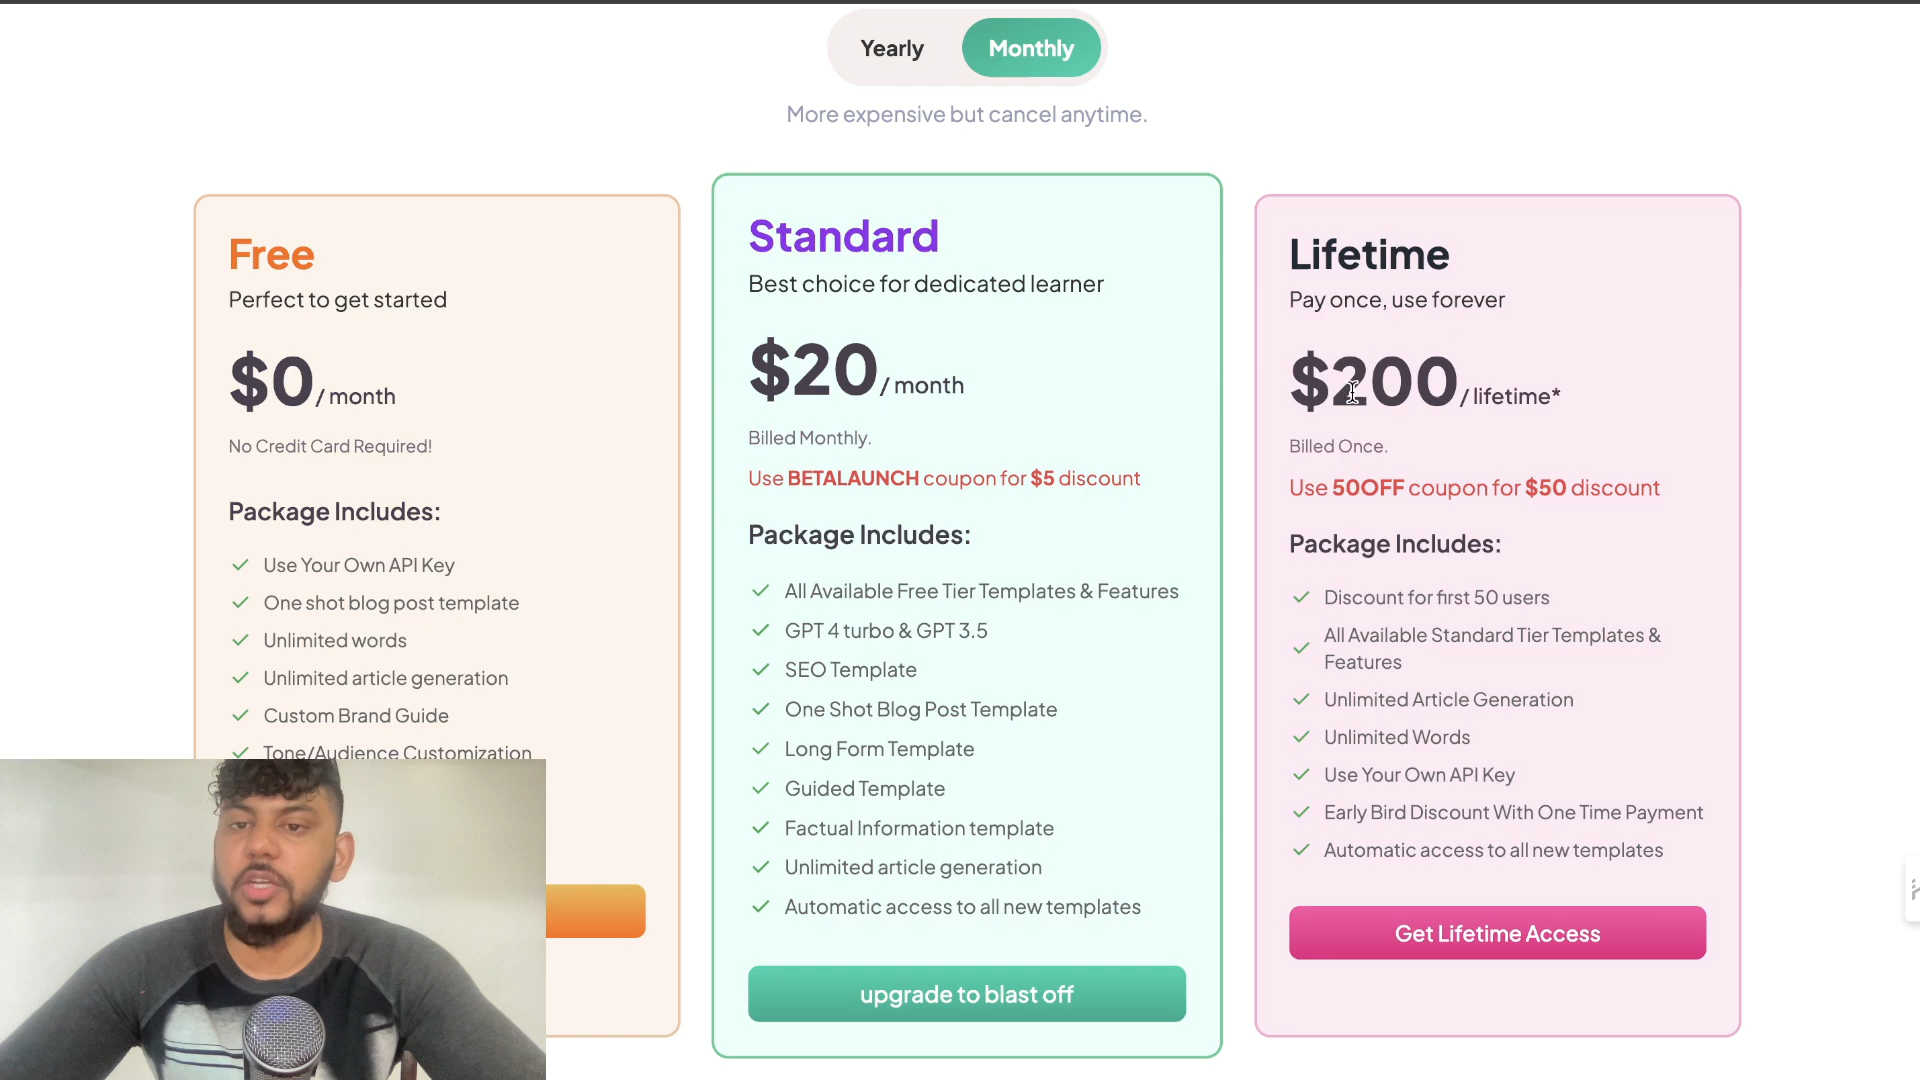 Yearly
Monthly
More expensive but cancel anytime.
Free
Perfect to get started
$0 / month
No Credit Card Required!
Package Includes:
Use Your Own API Key
One shot blog post template
Unlimited words
Unlimited article generation
Custom Brand Guide
Tone/Audience Customization
Standard
Best choice for dedicated learner
$20 / month
Billed Monthly.
Use BETALAUNCH coupon for $5 discount
Package Includes:
All Available Free Tier Templates & Features
GPT 4 turbo & GPT 3.5
SEO Template
One Shot Blog Post Template
Long Form Template
Guided Template
Factual Information template
Unlimited article generation
Automatic access to all new templates
upgrade to blast off
Lifetime
Pay once, use forever
$200 / lifetime*
Billed Once.
Use 50OFF coupon for $50 discount
Package Includes:
Discount for first 50 users
All Available Standard Tier Templates &
Features
Unlimited Article Generation
Unlimited Words
Use Your Own API Key
Early Bird Discount With One Time Payment
Automatic access to all new templates
Get Lifetime Access